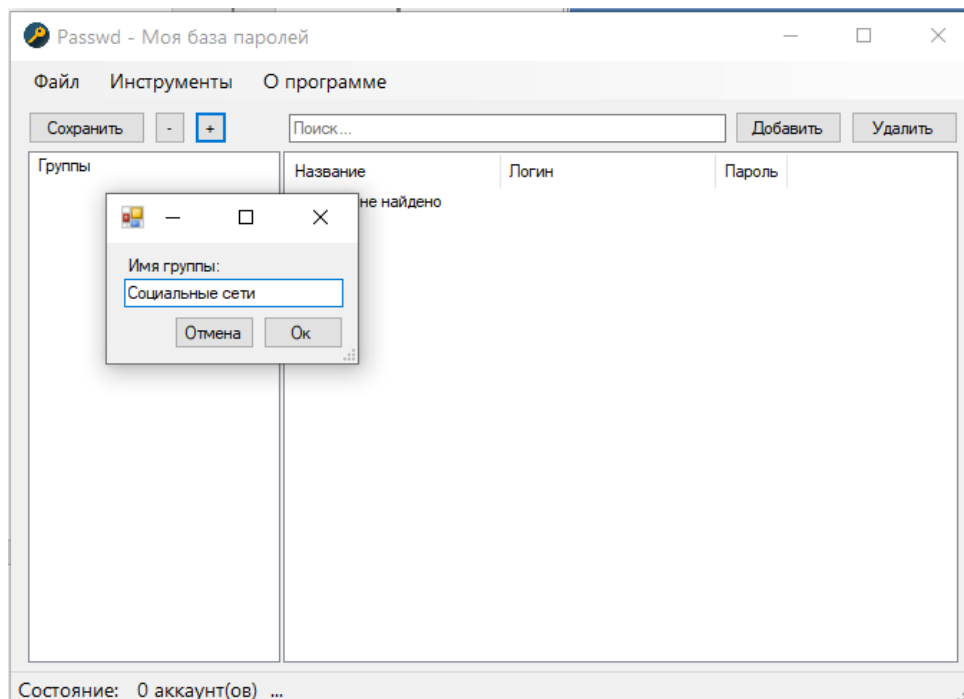 Passwd - Моя база паролей
Файл Инструменты О программе
Сохранить - + Поиск... Добавить Удалить
Группы
Название Логин Пароль
не найдено
Имя группы:
Социальные сети
Отмена Ок
Состояние: 0 аккаунт(ов) ...